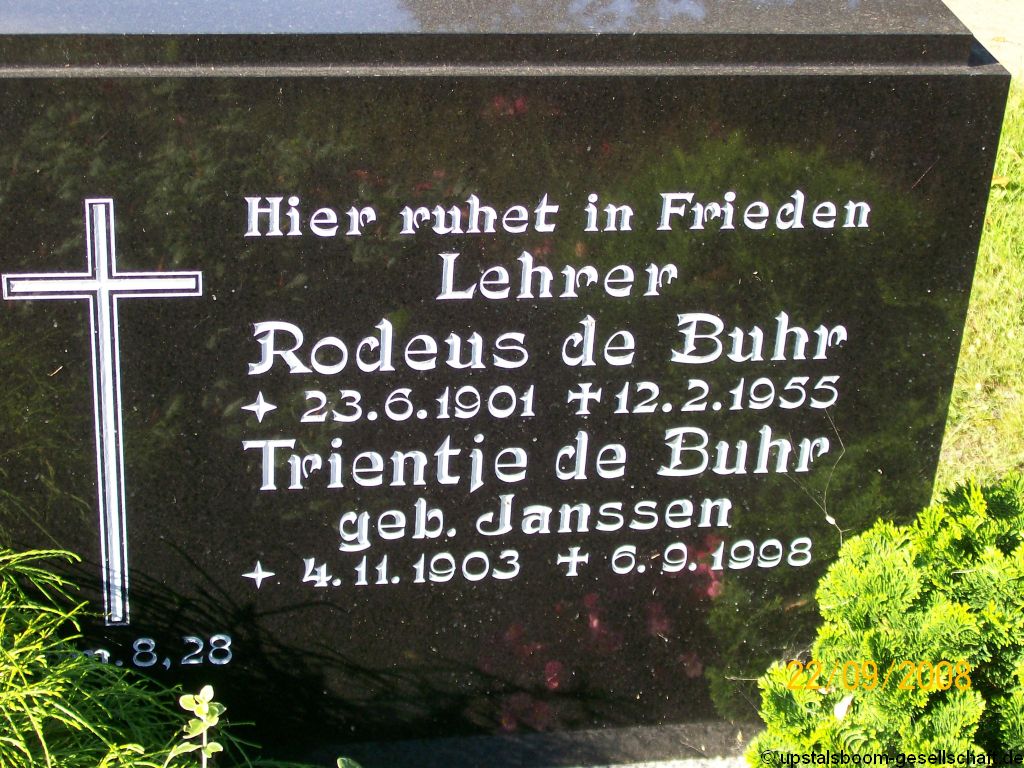 Hier ruhet in Frieden
Lehrer
Rodeus de Buhr
✦ 23.6.1901 ✝ 12.2.1955
Trientje de Buhr
geb. Janssen
✦ 4.11.1903 ✝ 6.9.1998
8,28
22/09/2008
© upstalsboom-gesellschaft.de